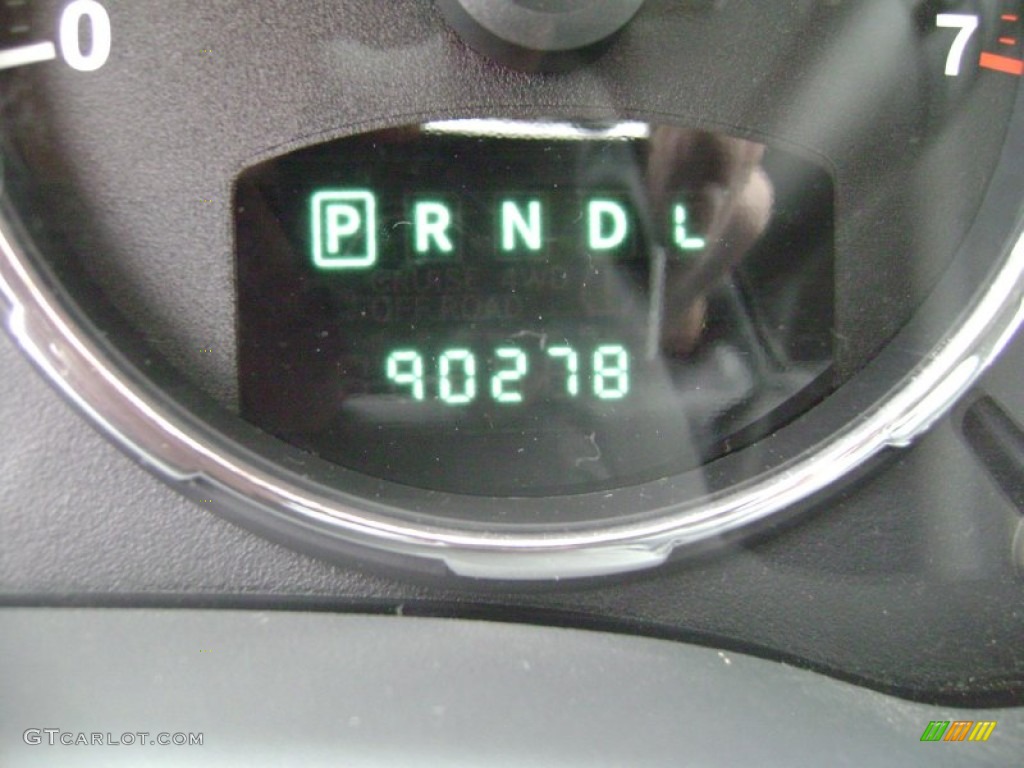 0 7
P R N D L
CRUISE 4WD
OFF ROAD
90278
GTCARLOT.COM